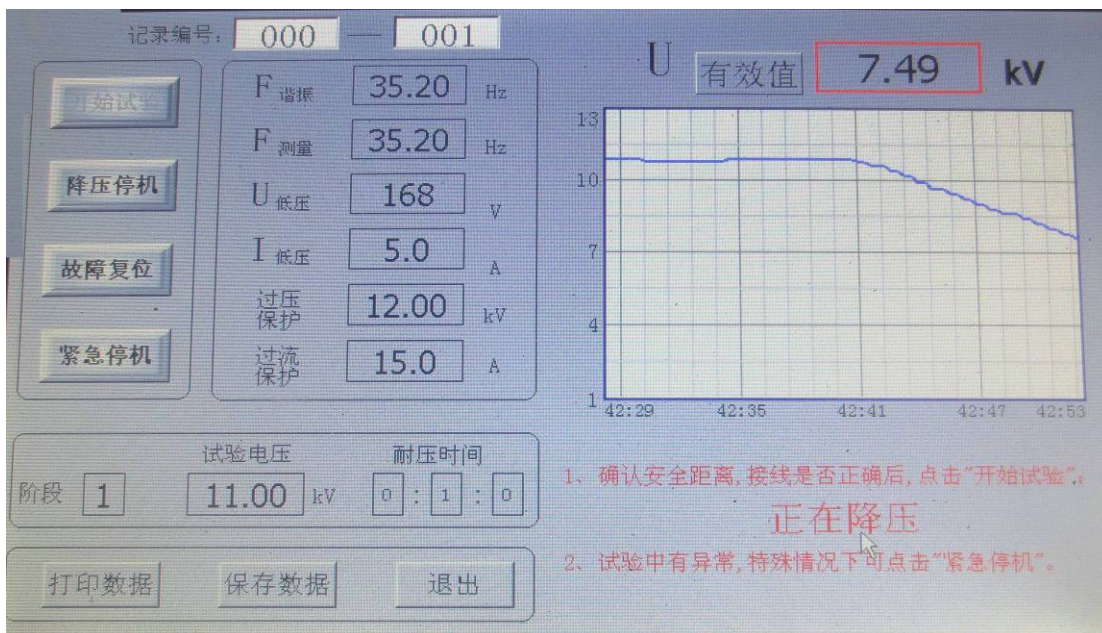 记录编号： 000 — 001
U 有效值 7.49 kV
开始试验
降压停机
故障复位
紧急停机
F 谐振 35.20 Hz
F 测量 35.20 Hz
U 低压 168 V
I 低压 5.0 A
过压保护 12.00 kV
过流保护 15.0 A
13
10
7
4
1
42:29 42:35 42:41 42:47 42:53
试验电压 耐压时间
阶段 1 11.00 kV 0 : 1 : 0
1、确认安全距离,接线是否正确后,点击"开始试验";
正在降压
2、试验中有异常,特殊情况下可点击"紧急停机"。
打印数据 保存数据 退出